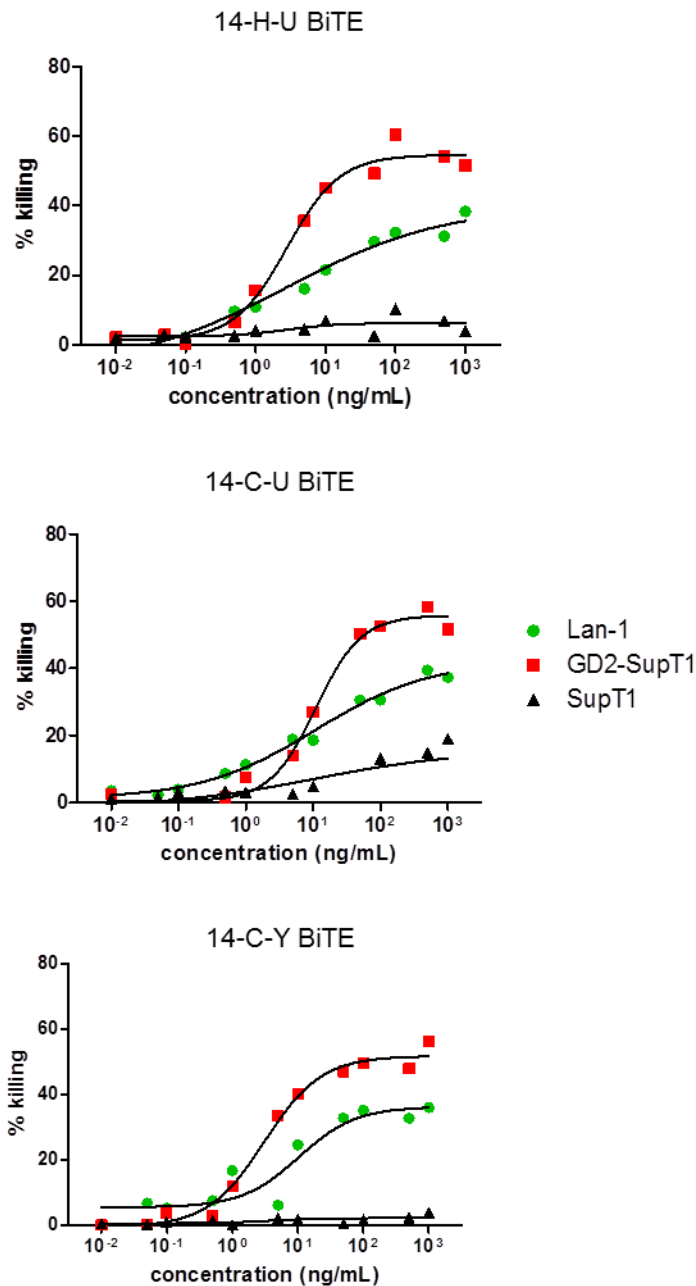 14-H-U BiTE
80
60
40
20
0
% killing
10⁻² 10⁻¹ 10⁰ 10¹ 10² 10³
concentration (ng/mL)
14-C-U BiTE
80
60
40
20
0
% killing
10⁻² 10⁻¹ 10⁰ 10¹ 10² 10³
concentration (ng/mL)
Lan-1
GD2-SupT1
SupT1
14-C-Y BiTE
80
60
40
20
0
% killing
10⁻² 10⁻¹ 10⁰ 10¹ 10² 10³
concentration (ng/mL)